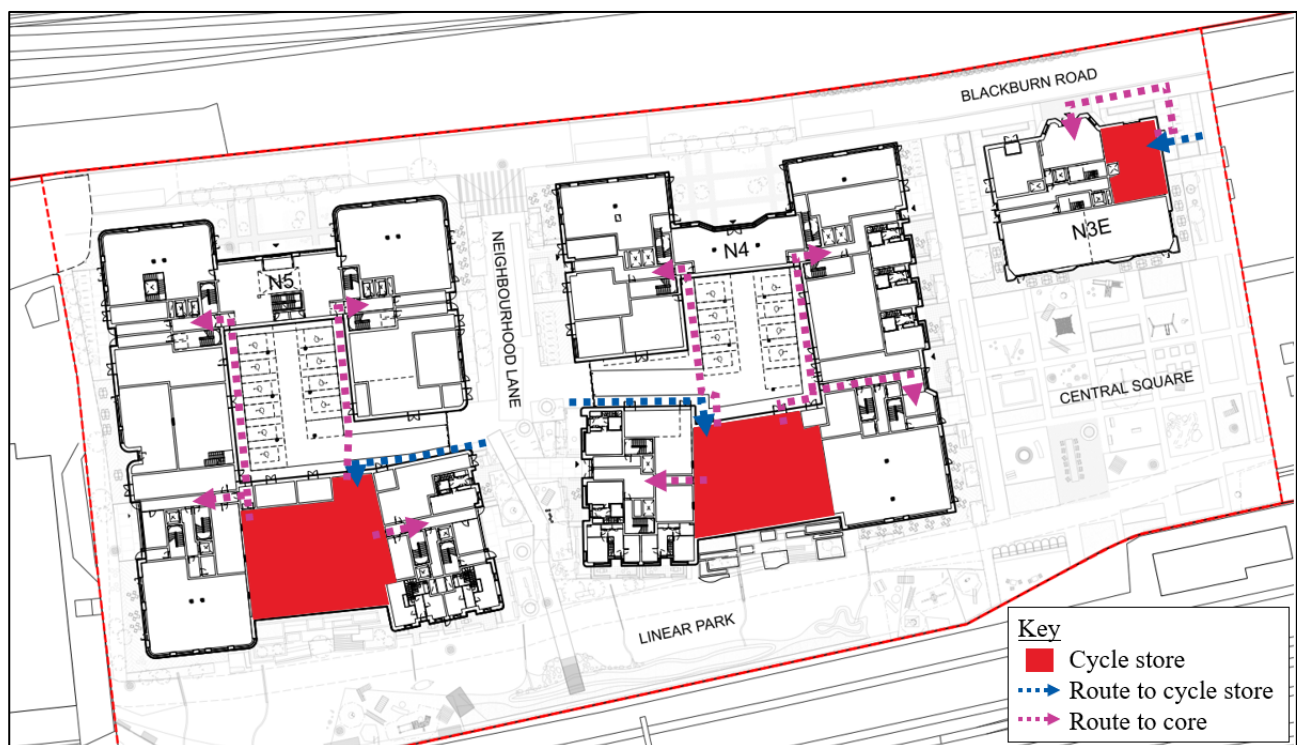 BLACKBURN ROAD
N5
NEIGHBOURHOOD LANE
N4
N3E
CENTRAL SQUARE
LINEAR PARK
Key
Cycle store
Route to cycle store
Route to core